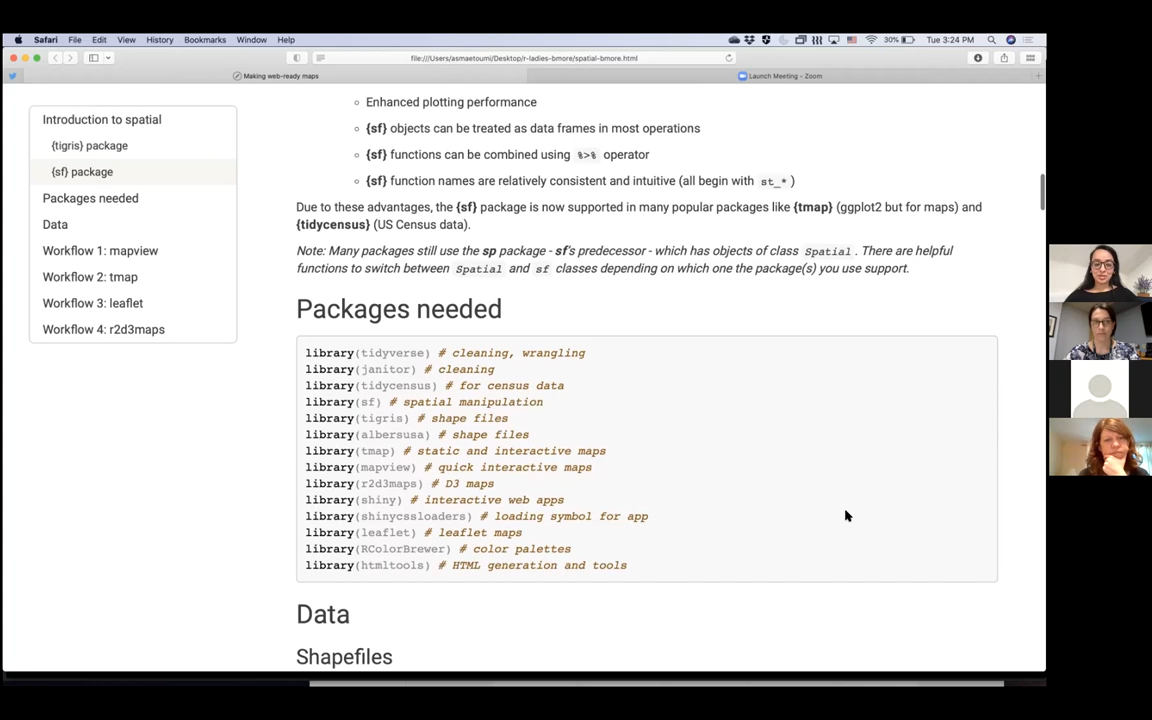 Safari File Edit View History Bookmarks Window Help 30% Tue 3:24 PM
file:///Users/asmaetoumi/Desktop/r-ladies-bmore/spatial-bmore.html
Making web-ready maps Launch Meeting - Zoom
Introduction to spatial
{tigris} package
{sf} package
Packages needed
Data
Workflow 1: mapview
Workflow 2: tmap
Workflow 3: leaflet
Workflow 4: r2d3maps
Enhanced plotting performance
{sf} objects can be treated as data frames in most operations
{sf} functions can be combined using %>% operator
{sf} function names are relatively consistent and intuitive (all begin with st_* )
Due to these advantages, the {sf} package is now supported in many popular packages like {tmap} (ggplot2 but for maps) and
{tidycensus} (US Census data).
Note: Many packages still use the sp package - sf's predecessor - which has objects of class Spatial . There are helpful
functions to switch between Spatial and sf classes depending on which one the package(s) you use support.
Packages needed
library(tidyverse) # cleaning, wrangling
library(janitor) # cleaning
library(tidycensus) # for census data
library(sf) # spatial manipulation
library(tigris) # shape files
library(albersusa) # shape files
library(tmap) # static and interactive maps
library(mapview) # quick interactive maps
library(r2d3maps) # D3 maps
library(shiny) # interactive web apps
library(shinycssloaders) # loading symbol for app
library(leaflet) # leaflet maps
library(RColorBrewer) # color palettes
library(htmltools) # HTML generation and tools
Data
Shapefiles